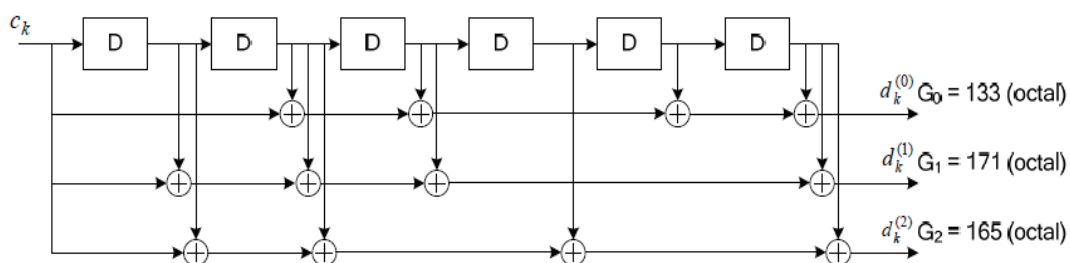 c_k
D D D D D D
d_k^(0) G₀ = 133 (octal)
d_k^(1) G₁ = 171 (octal)
d_k^(2) G₂ = 165 (octal)